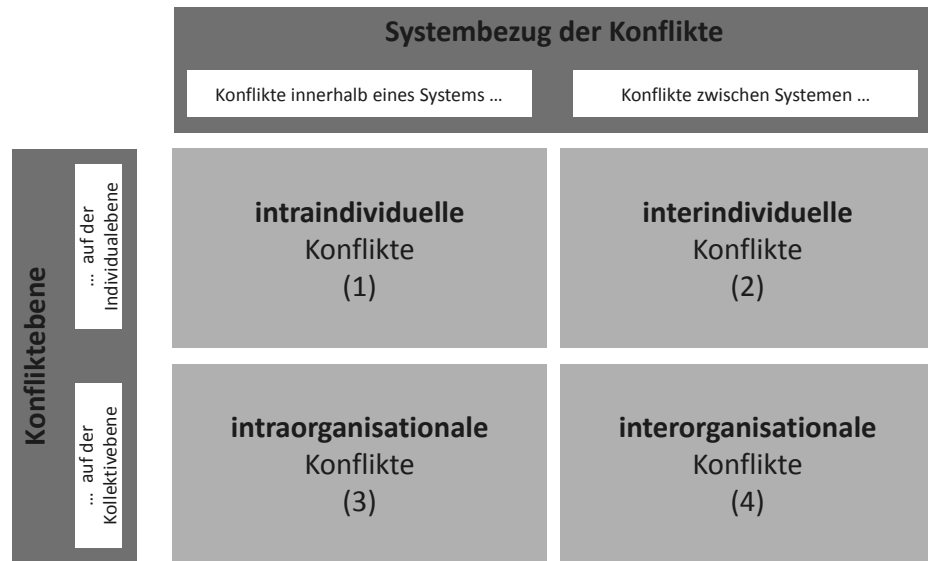 Systembezug der Konflikte
Konflikte innerhalb eines Systems ...
Konflikte zwischen Systemen ...
Konfliktebene
... auf der
Individualebene
intraindividuelle
Konflikte
(1)
interindividuelle
Konflikte
(2)
... auf der
Kollektivebene
intraorganisationale
Konflikte
(3)
interorganisationale
Konflikte
(4)